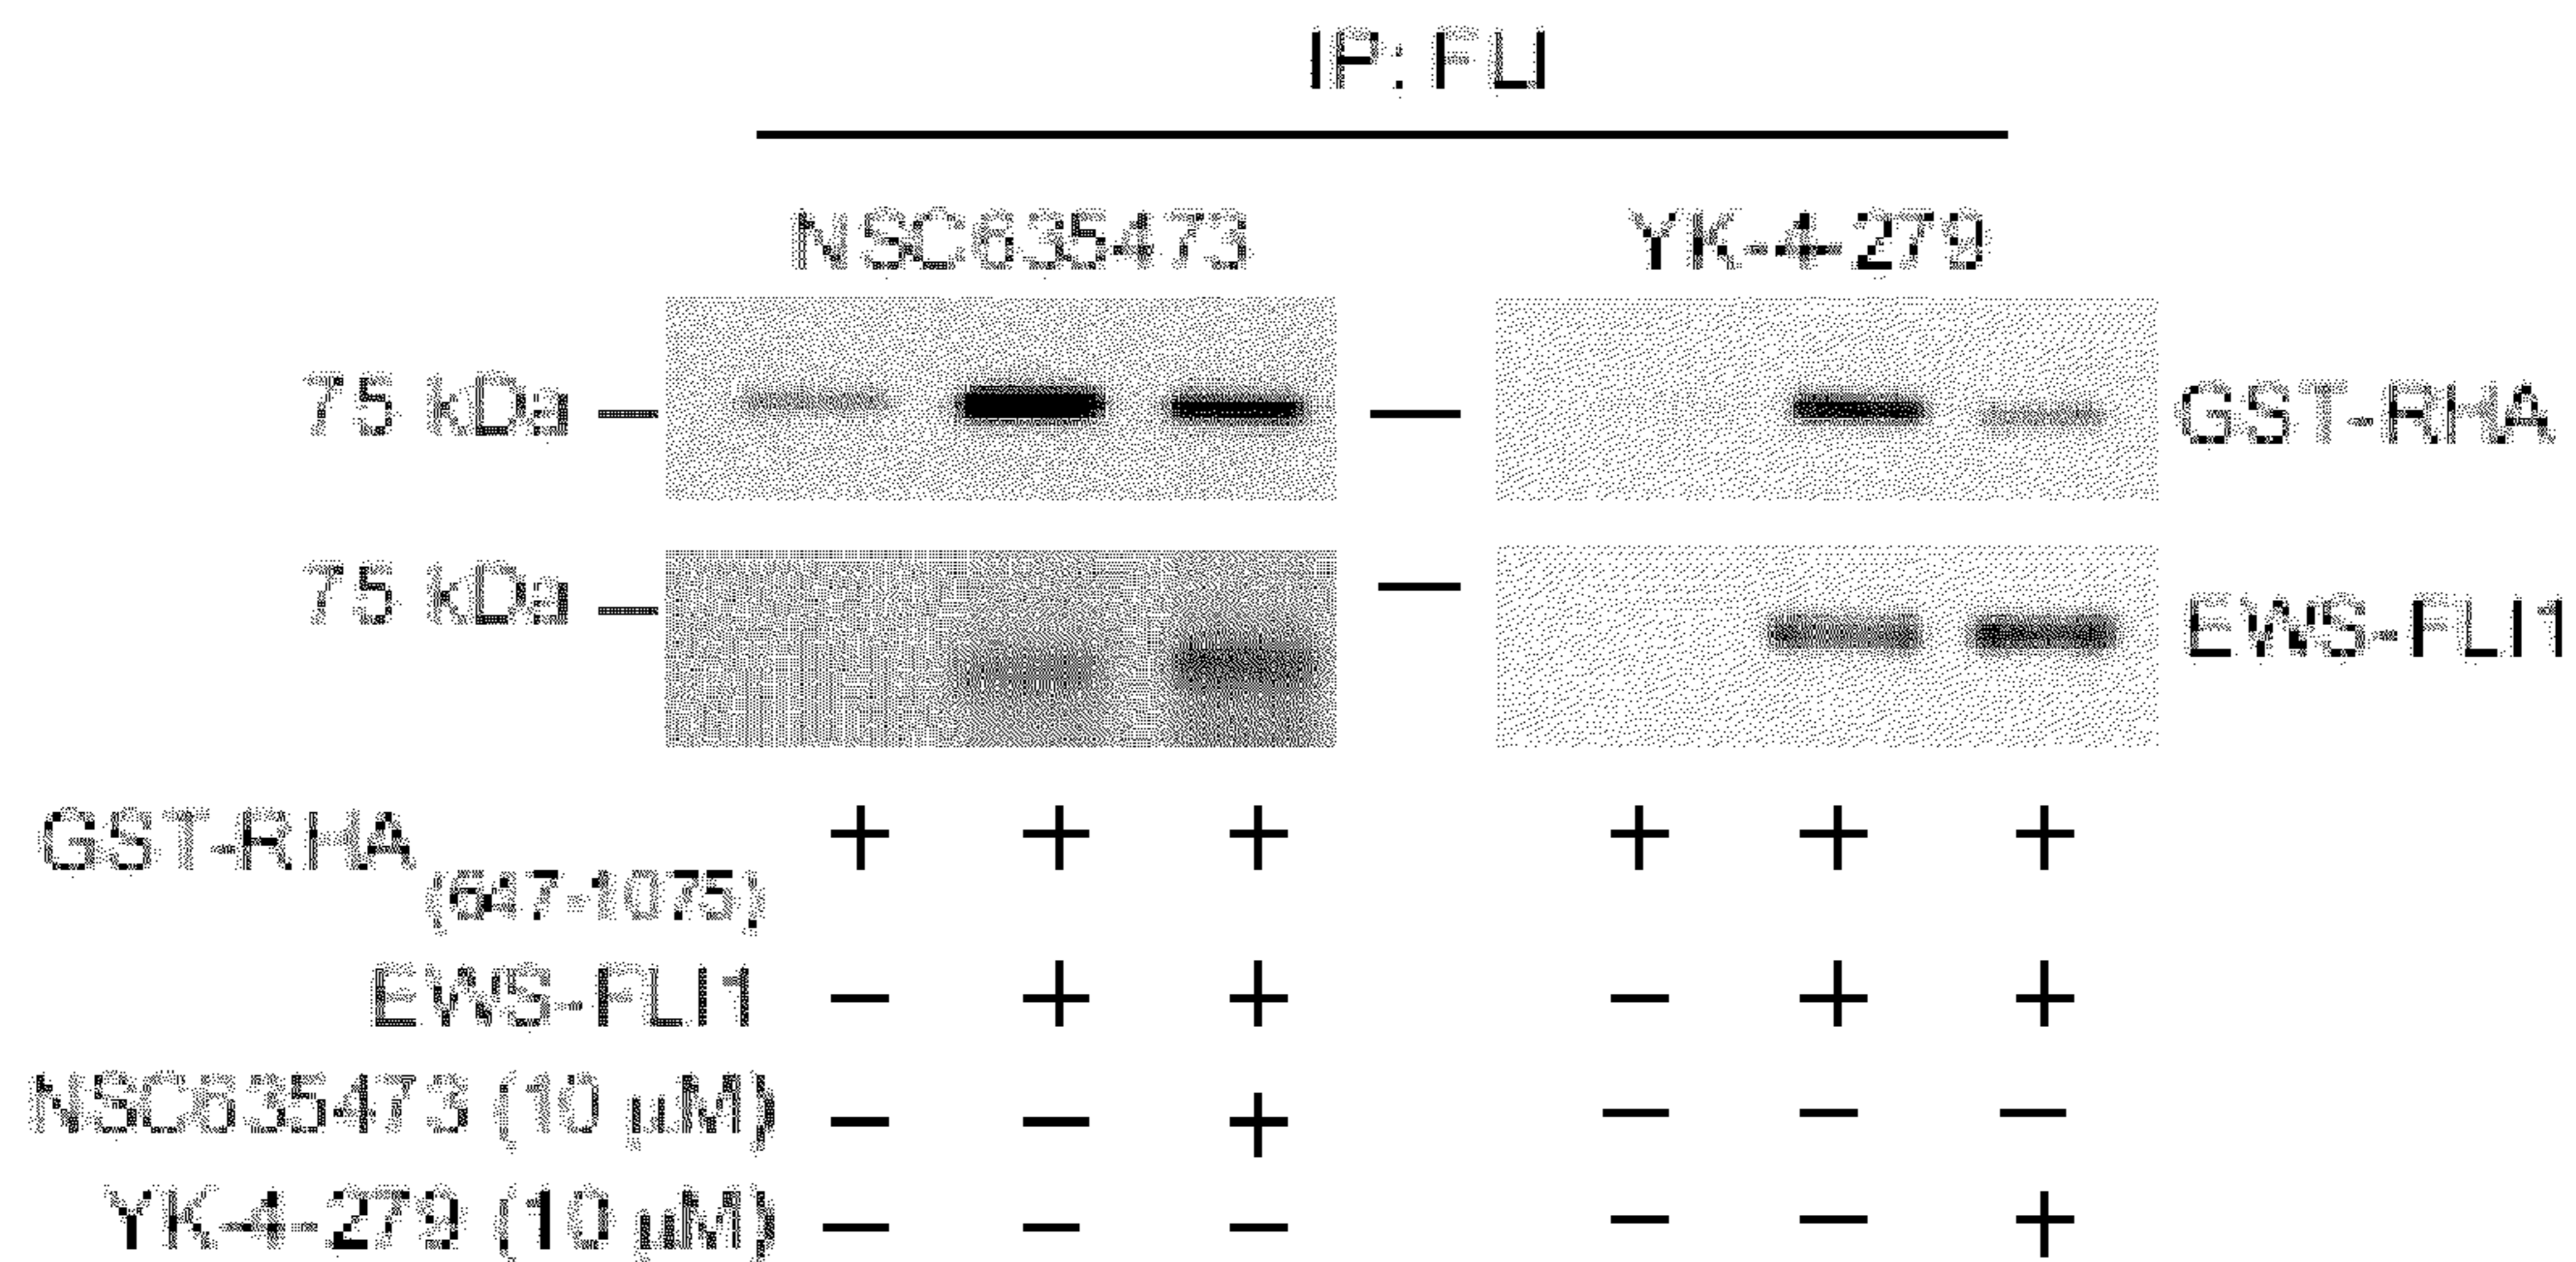 IP: FLI
NSC635473 YK-4-279
75 kDa — — GST-RHA
75 kDa — — EWS-FLI1
GST-RHA(647-1075) + + + + + +
EWS-FLI1 — + + — + +
NSC635473 (10 µM) — — + — — —
YK-4-279 (10 µM) — — — — — +